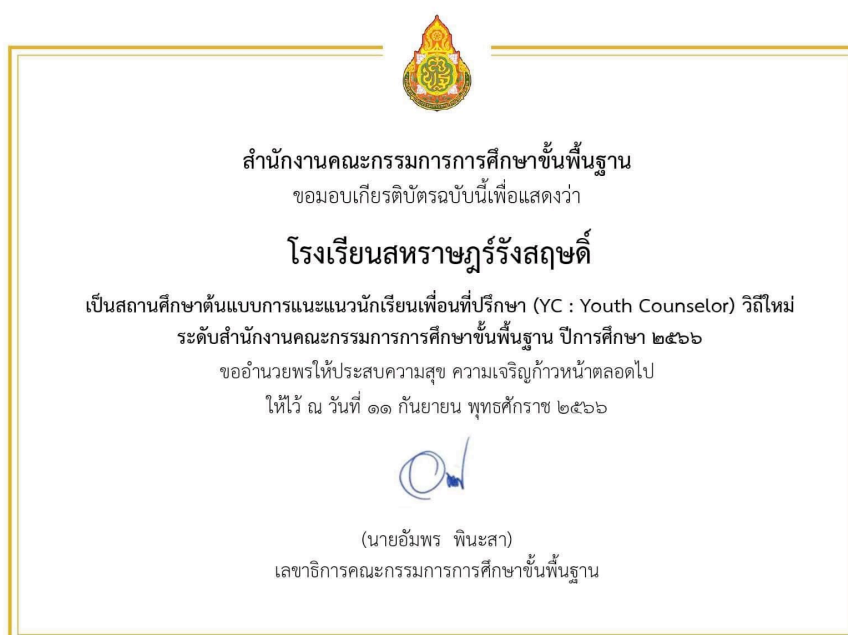 สำนักงานคณะกรรมการการศึกษาขั้นพื้นฐาน
ขอมอบเกียรติบัตรฉบับนี้เพื่อแสดงว่า
โรงเรียนสหราษฎร์รังสฤษดิ์
เป็นสถานศึกษาต้นแบบการแนะแนวนักเรียนเพื่อนที่ปรึกษา (YC : Youth Counselor) วิถีใหม่
ระดับสำนักงานคณะกรรมการการศึกษาขั้นพื้นฐาน ปีการศึกษา ๒๕๖๖
ขออำนวยพรให้ประสบความสุข ความเจริญก้าวหน้าตลอดไป
ให้ไว้ ณ วันที่ ๑๑ กันยายน พุทธศักราช ๒๕๖๖
(นายอัมพร พินะสา)
เลขาธิการคณะกรรมการการศึกษาขั้นพื้นฐาน